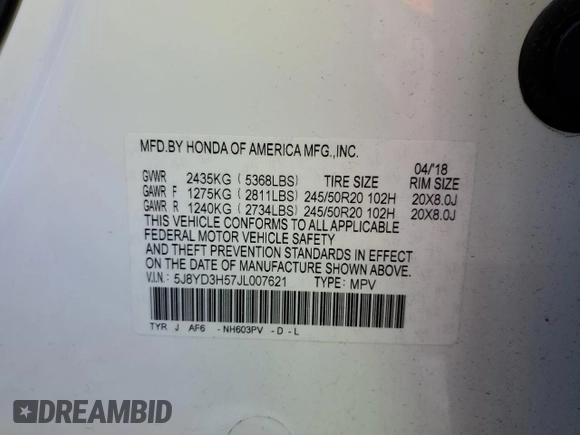 MFD.BY HONDA OF AMERICA MFG.,INC.
04/'18
GVWR 2435KG ( 5368LBS) TIRE SIZE RIM SIZE
GAWR F 1275KG ( 2811LBS) 245/50R20 102H 20X8.0J
GAWR R 1240KG ( 2734LBS) 245/50R20 102H 20X8.0J
THIS VEHICLE CONFORMS TO ALL APPLICABLE
FEDERAL MOTOR VEHICLE SAFETY
AND THEFT PREVENTION STANDARDS IN EFFECT
ON THE DATE OF MANUFACTURE SHOWN ABOVE.
V.I.N.: 5J8YD3H57JL007621 TYPE: MPV
TYR J AF6 - NH603PV - D - L
DREAMBID